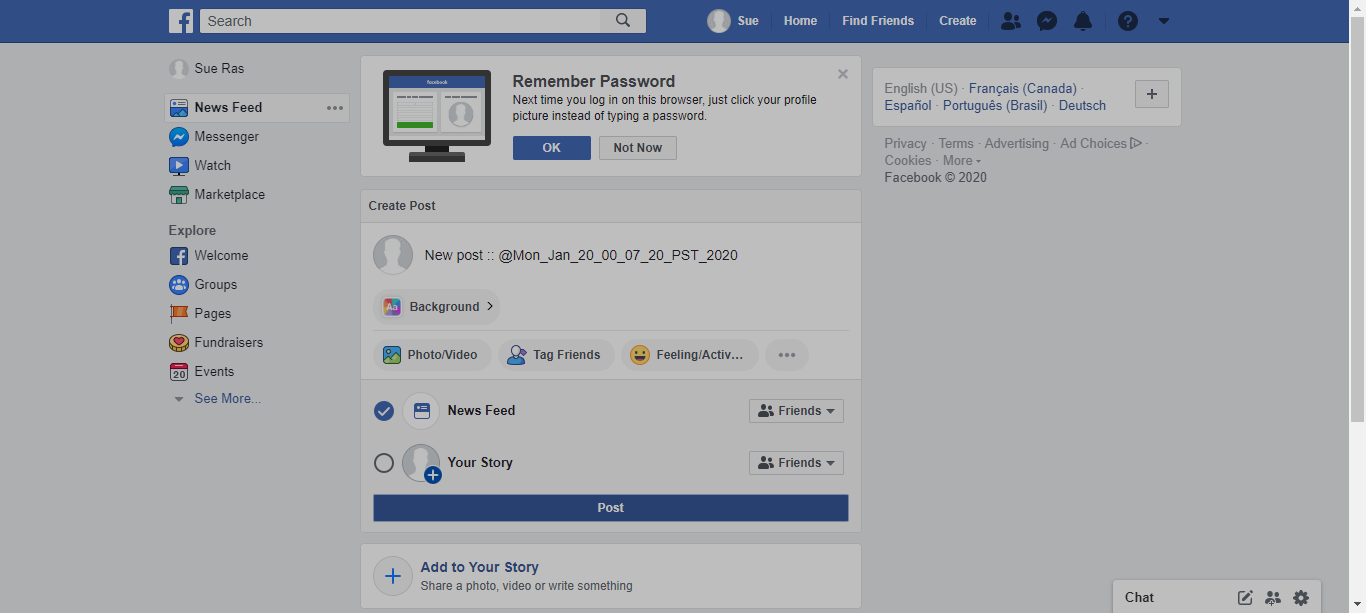 Search
Sue
Home
Find Friends
Create
Sue Ras
News Feed
Messenger
Watch
Marketplace
Explore
Welcome
Groups
Pages
Fundraisers
20
Events
See More...
facebook
Remember Password
Next time you log in on this browser, just click your profile
picture instead of typing a password.
OK
Not Now
Create Post
New post :: @Mon_Jan_20_00_07_20_PST_2020
Aa
Background
Photo/Video
Tag Friends
Feeling/Activ...
News Feed
Friends
Your Story
Friends
Post
Add to Your Story
Share a photo, video or write something
English (US) · Français (Canada) ·
Español · Português (Brasil) · Deutsch
Privacy · Terms · Advertising · Ad Choices ·
Cookies · More
Facebook © 2020
Chat